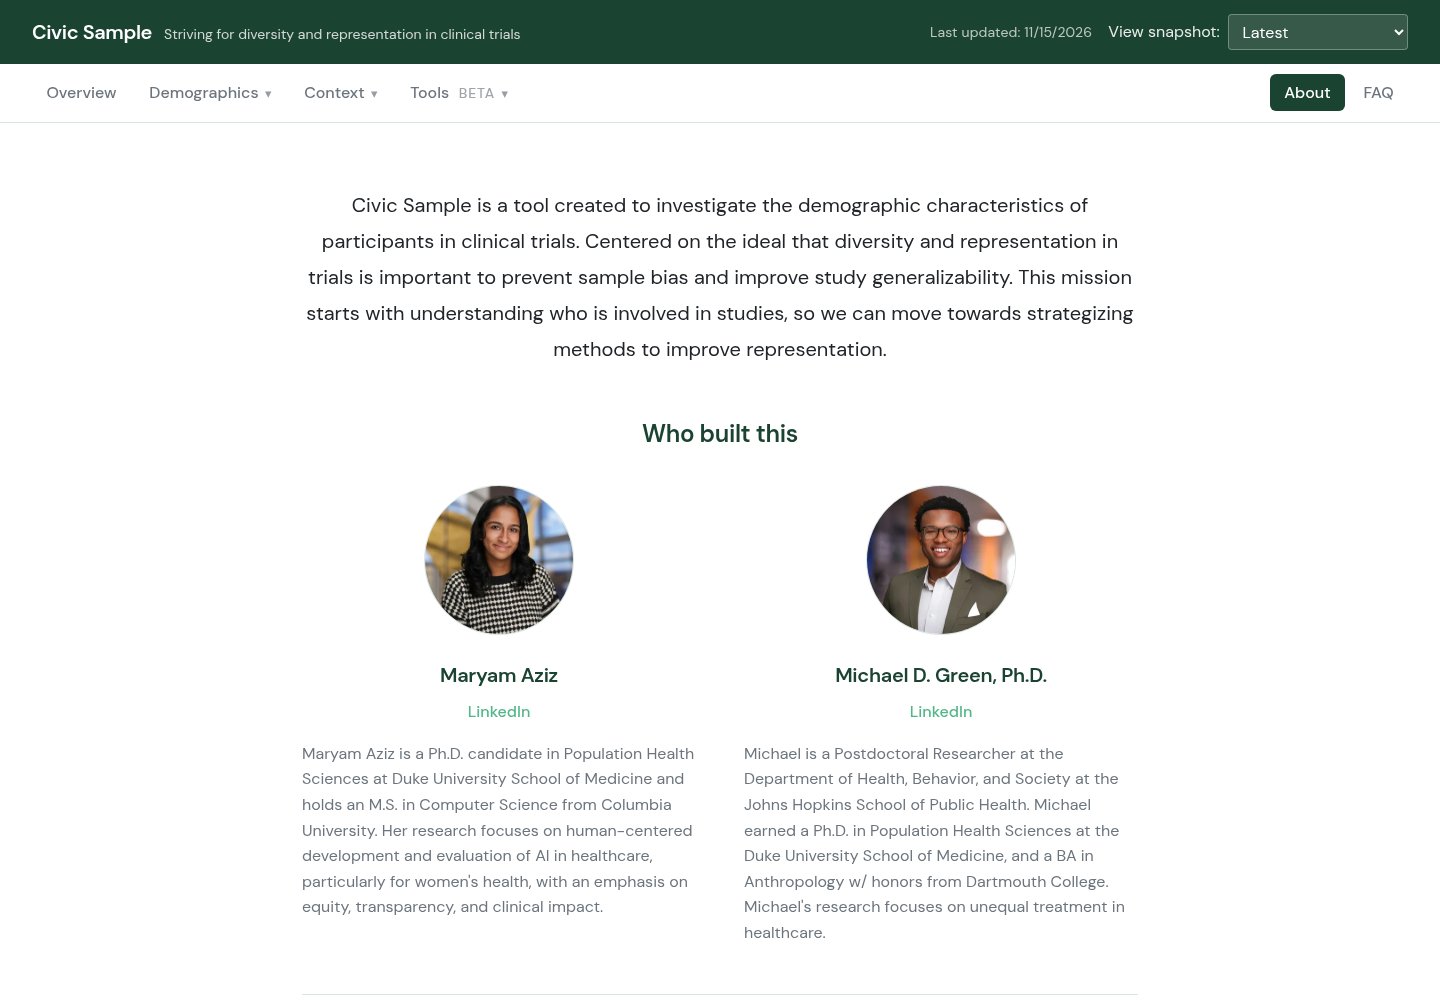 Civic Sample Striving for diversity and representation in clinical trials
Last updated: 11/15/2026 View snapshot: Latest
Overview Demographics ▾ Context ▾ Tools BETA ▾ About FAQ
Civic Sample is a tool created to investigate the demographic characteristics of
participants in clinical trials. Centered on the ideal that diversity and representation in
trials is important to prevent sample bias and improve study generalizability. This mission
starts with understanding who is involved in studies, so we can move towards strategizing
methods to improve representation.
Who built this
Maryam Aziz
LinkedIn
Maryam Aziz is a Ph.D. candidate in Population Health
Sciences at Duke University School of Medicine and
holds an M.S. in Computer Science from Columbia
University. Her research focuses on human-centered
development and evaluation of AI in healthcare,
particularly for women's health, with an emphasis on
equity, transparency, and clinical impact.
Michael D. Green, Ph.D.
LinkedIn
Michael is a Postdoctoral Researcher at the
Department of Health, Behavior, and Society at the
Johns Hopkins School of Public Health. Michael
earned a Ph.D. in Population Health Sciences at the
Duke University School of Medicine, and a BA in
Anthropology w/ honors from Dartmouth College.
Michael's research focuses on unequal treatment in
healthcare.